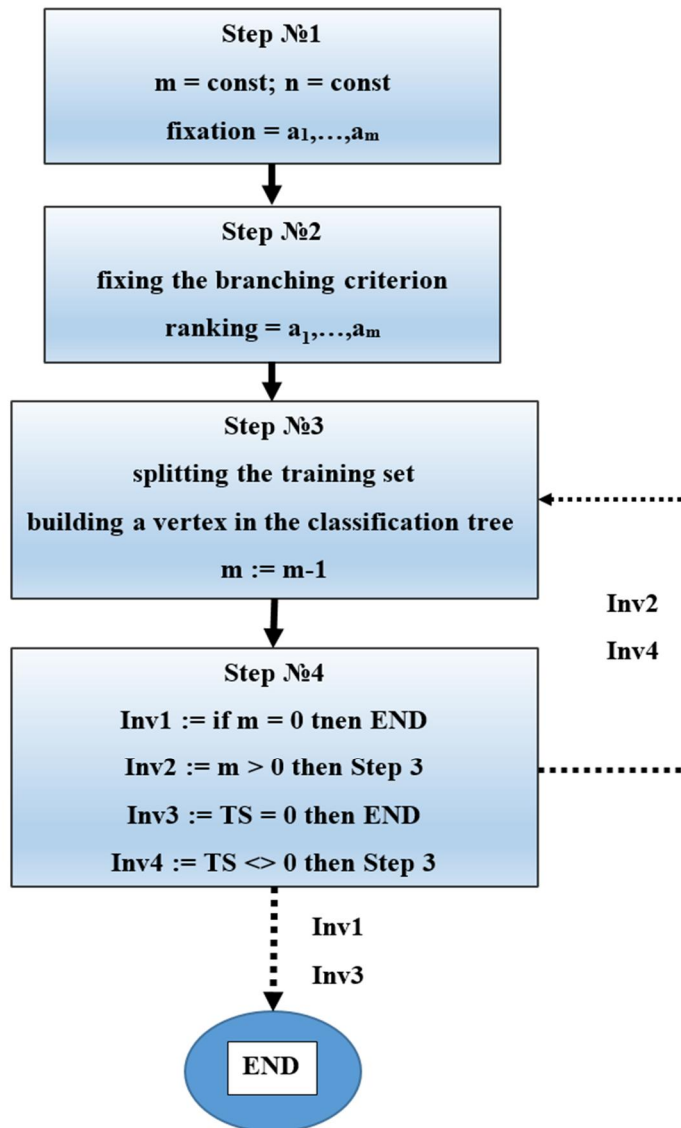 Step №1
m = const; n = const
fixation = a₁,…,aₘ
Step №2
fixing the branching criterion
ranking = a₁,…,aₘ
Step №3
splitting the training set
building a vertex in the classification tree
m := m-1
Inv2
Inv4
Step №4
Inv1 := if m = 0 tnen END
Inv2 := m > 0 then Step 3
Inv3 := TS = 0 then END
Inv4 := TS <> 0 then Step 3
Inv1
Inv3
END